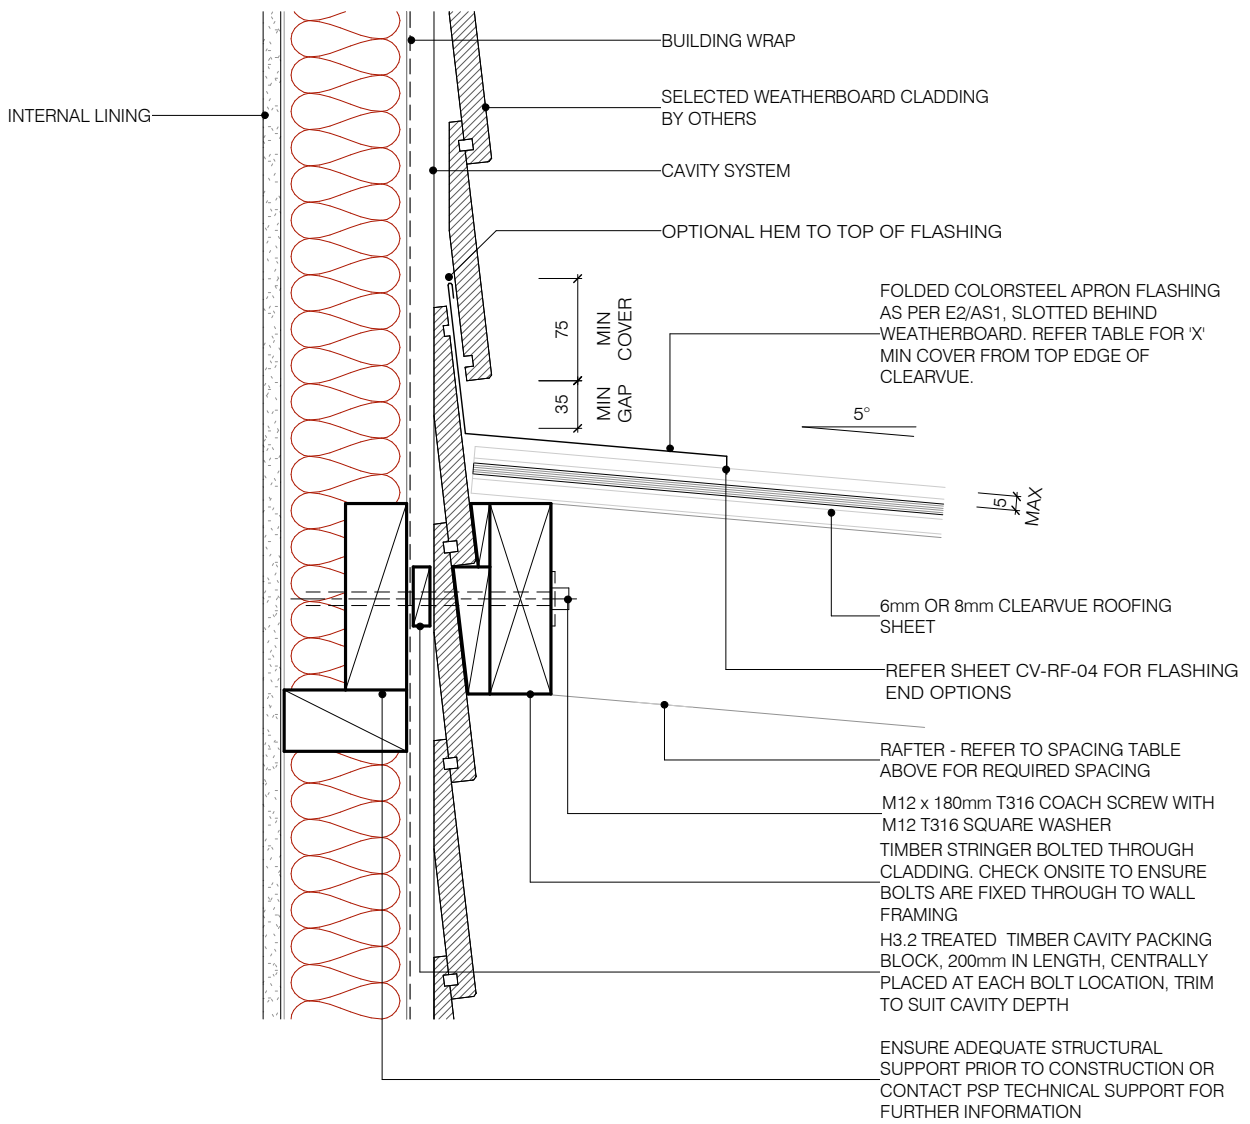 BUILDING WRAP
SELECTED WEATHERBOARD CLADDING
BY OTHERS
INTERNAL LINING
CAVITY SYSTEM
OPTIONAL HEM TO TOP OF FLASHING
75
MIN
COVER
35
MIN
GAP
FOLDED COLORSTEEL APRON FLASHING
AS PER E2/AS1, SLOTTED BEHIND
WEATHERBOARD. REFER TABLE FOR 'X'
MIN COVER FROM TOP EDGE OF
CLEARVUE.
5°
5
MAX
6mm OR 8mm CLEARVUE ROOFING
SHEET
REFER SHEET CV-RF-04 FOR FLASHING
END OPTIONS
RAFTER - REFER TO SPACING TABLE
ABOVE FOR REQUIRED SPACING
M12 x 180mm T316 COACH SCREW WITH
M12 T316 SQUARE WASHER
TIMBER STRINGER BOLTED THROUGH
CLADDING. CHECK ONSITE TO ENSURE
BOLTS ARE FIXED THROUGH TO WALL
FRAMING
H3.2 TREATED  TIMBER CAVITY PACKING
BLOCK, 200mm IN LENGTH, CENTRALLY
PLACED AT EACH BOLT LOCATION, TRIM
TO SUIT CAVITY DEPTH
ENSURE ADEQUATE STRUCTURAL
SUPPORT PRIOR TO CONSTRUCTION OR
CONTACT PSP TECHNICAL SUPPORT FOR
FURTHER INFORMATION